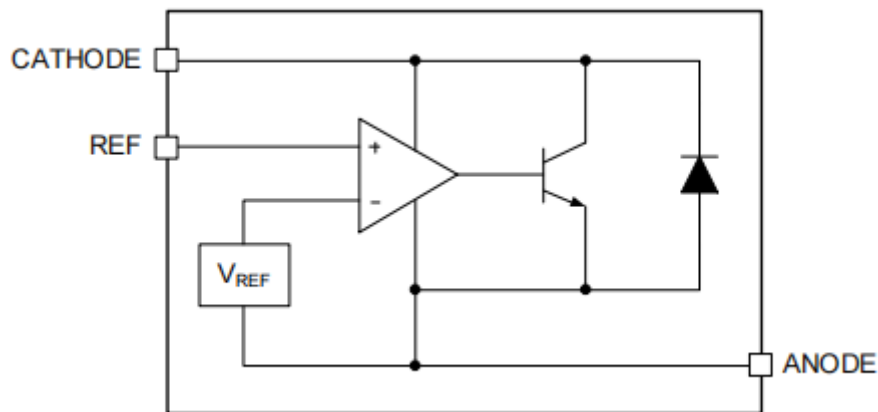 CATHODE
REF
+
-
VREF
ANODE